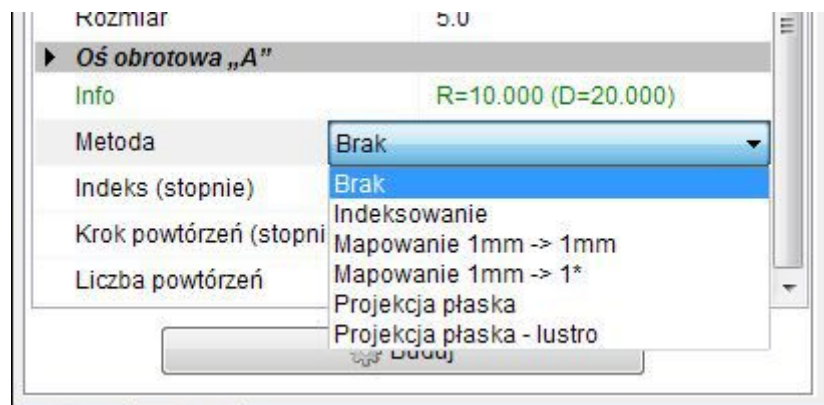 Rozmiar 5.0
Oś obrotowa „A”
Info R=10.000 (D=20.000)
Metoda Brak
Indeks (stopnie) Brak
Indeksowanie
Krok powtórzeń (stopni Mapowanie 1mm -> 1mm
Mapowanie 1mm -> 1*
Liczba powtórzeń
Projekcja płaska
Projekcja płaska - lustro
Buduj